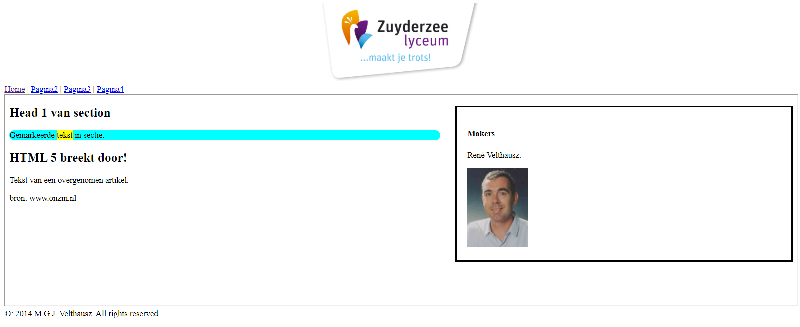 Zuyderzee
lyceum
...maakt je trots!
Home | Pagina2 | Pagina3 | Pagina4
Head 1 van section
Gemarkeerde tekst in sectie.
HTML 5 breekt door!
Tekst van een overgenomen artikel.
bron: www.onzin.nl
Makers
Rene Velthausz.
2014 M.G.J. Velthausz. All rights reserved